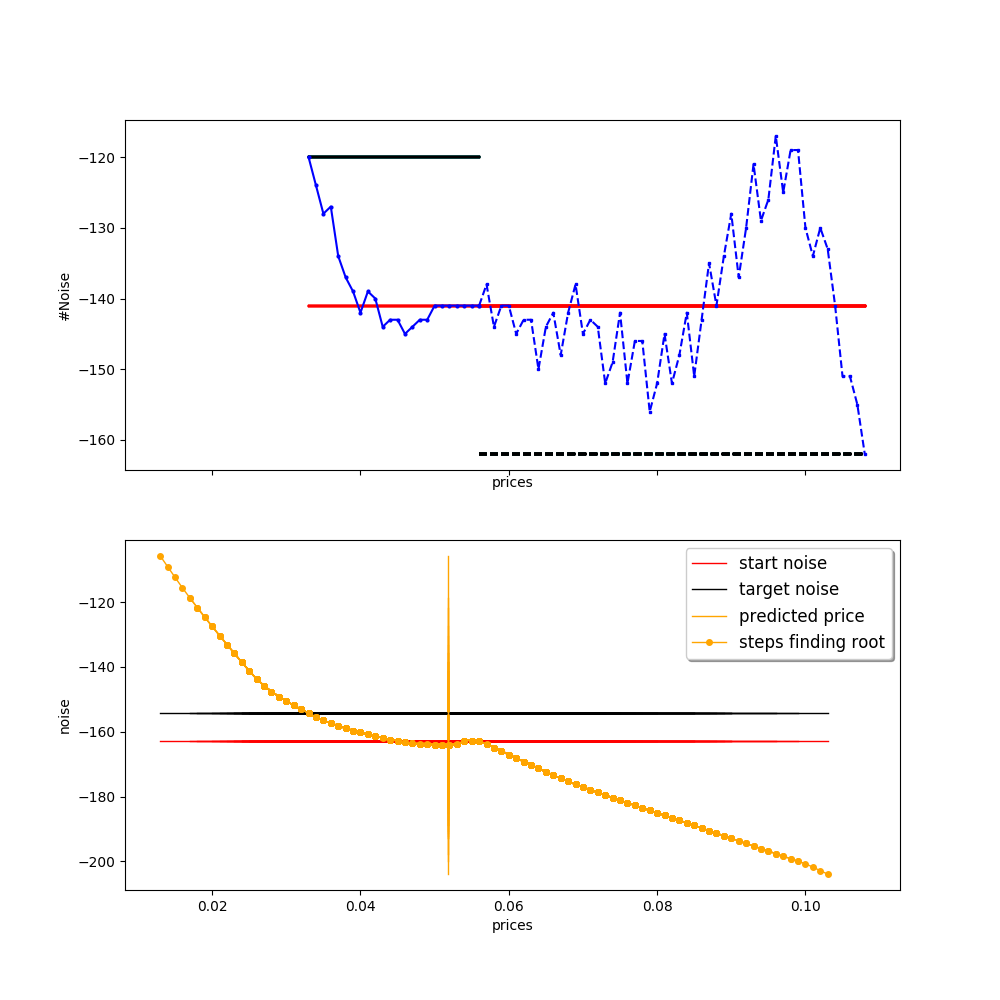 −120
−130
−140
−150
−160
#Noise
prices
−120
−140
−160
−180
−200
noise
start noise
target noise
predicted price
steps finding root
0.02 0.04 0.06 0.08 0.10
prices